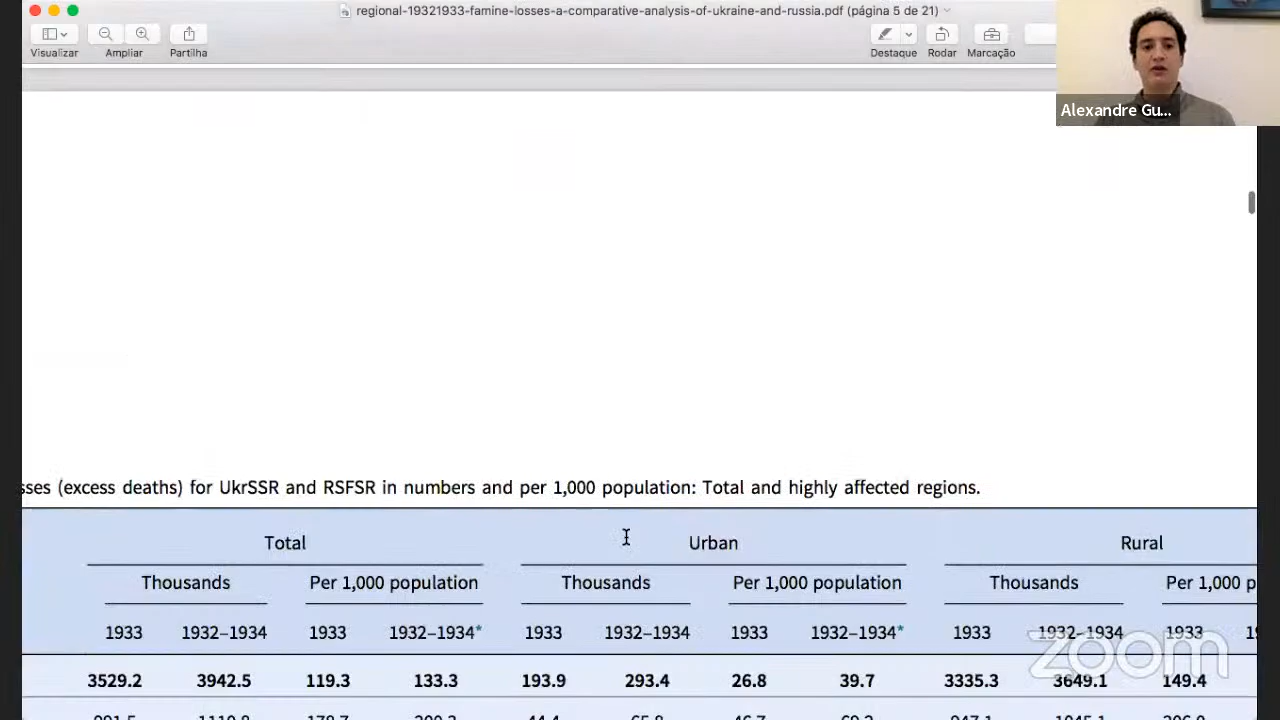 regional-19321933-famine-losses-a-comparative-analysis-of-ukraine-and-russia.pdf (página 5 de 21)
Visualizar Ampliar Partilha Destaque Rodar Marcação
Alexandre Gu...
(excess deaths) for UkrSSR and RSFSR in numbers and per 1,000 population: Total and highly affected regions.
Total Urban Rural
Thousands Per 1,000 population Thousands Per 1,000 population Thousands Per 1,000 p
1933 1932–1934 1933 1932–1934* 1933 1932–1934 1933 1932–1934* 1933 1932–1934 1933
3529.2 3942.5 119.3 133.3 193.9 293.4 26.8 39.7 3335.3 3649.1 149.4
zoom